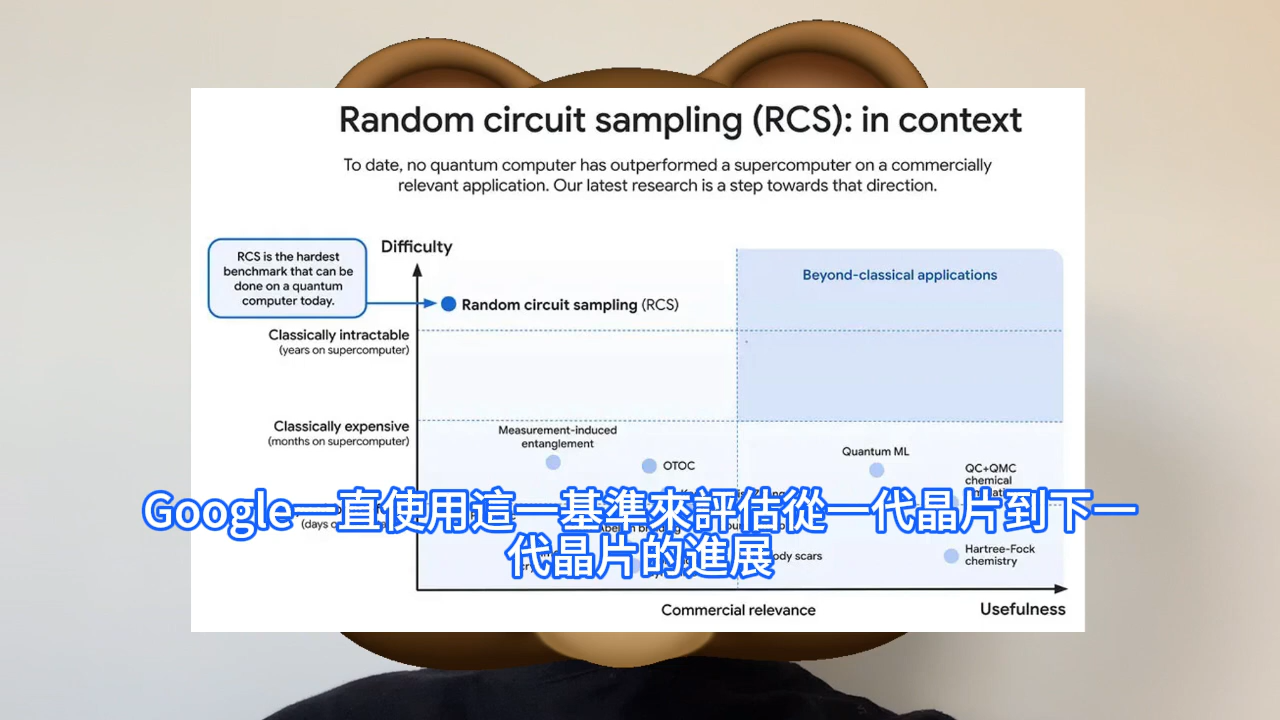 Random circuit sampling (RCS): in context
To date, no quantum computer has outperformed a supercomputer on a commercially
relevant application. Our latest research is a step towards that direction.
RCS is the hardest
benchmark that can be
done on a quantum
computer today.
Difficulty
Beyond-classical applications
Random circuit sampling (RCS)
Classically intractable
(years on supercomputer)
Classically expensive
(months on supercomputer)
Measurement-induced
entanglement
OTOC
Quantum ML
QC+QMC
chemical
Google一直使用這一基準來評估從一代晶片到下一
代晶片的進展
scars
Hartree-Fock
chemistry
Commercial relevance
Usefulness